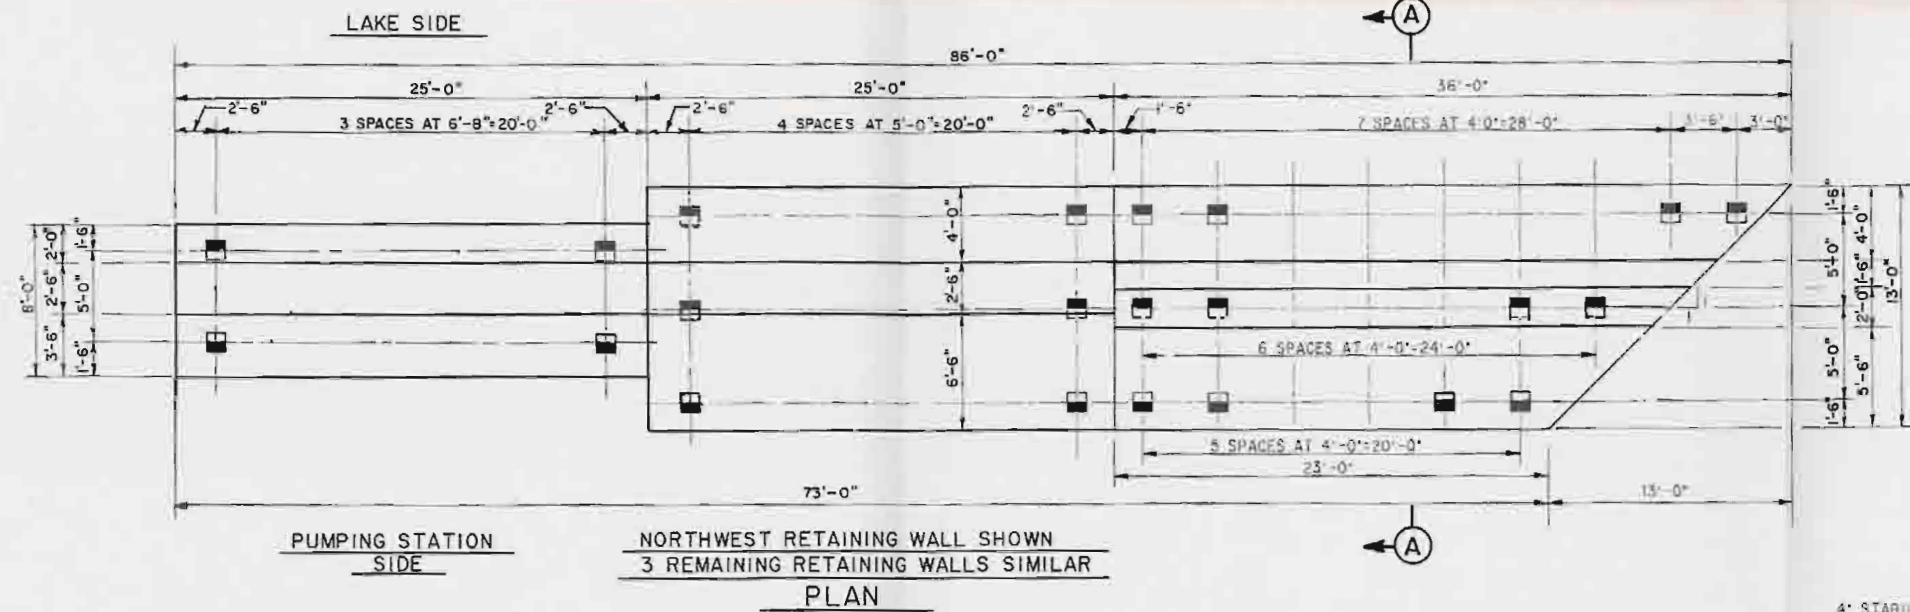 LAKE SIDE
A
86'-0"
25'-0"
25'-0"
36'-0"
2'-6"
2'-6"
2'-6"
2'-6"
1'-6"
3 SPACES AT 6'-8"=20'-0"
4 SPACES AT 5'-0"=20'-0"
7 SPACES AT 4'-0"=28'-0"
3'-6"
3'-0"
8'-0"
3'-6"
2'-6"
2'-0"
1'-6"
5'-0"
1'-6"
4'-0"
2'-6"
6'-6"
1'-6"
5'-0"
5'-0"
1'-6"
4'-0"
1'-6"
2'-0"
5'-6"
13'-0"
6 SPACES AT 4'-0"=24'-0"
5 SPACES AT 4'-0"=20'-0"
23'-0"
73'-0"
13'-0"
PUMPING STATION
SIDE
NORTHWEST RETAINING WALL SHOWN
3 REMAINING RETAINING WALLS SIMILAR
PLAN
A